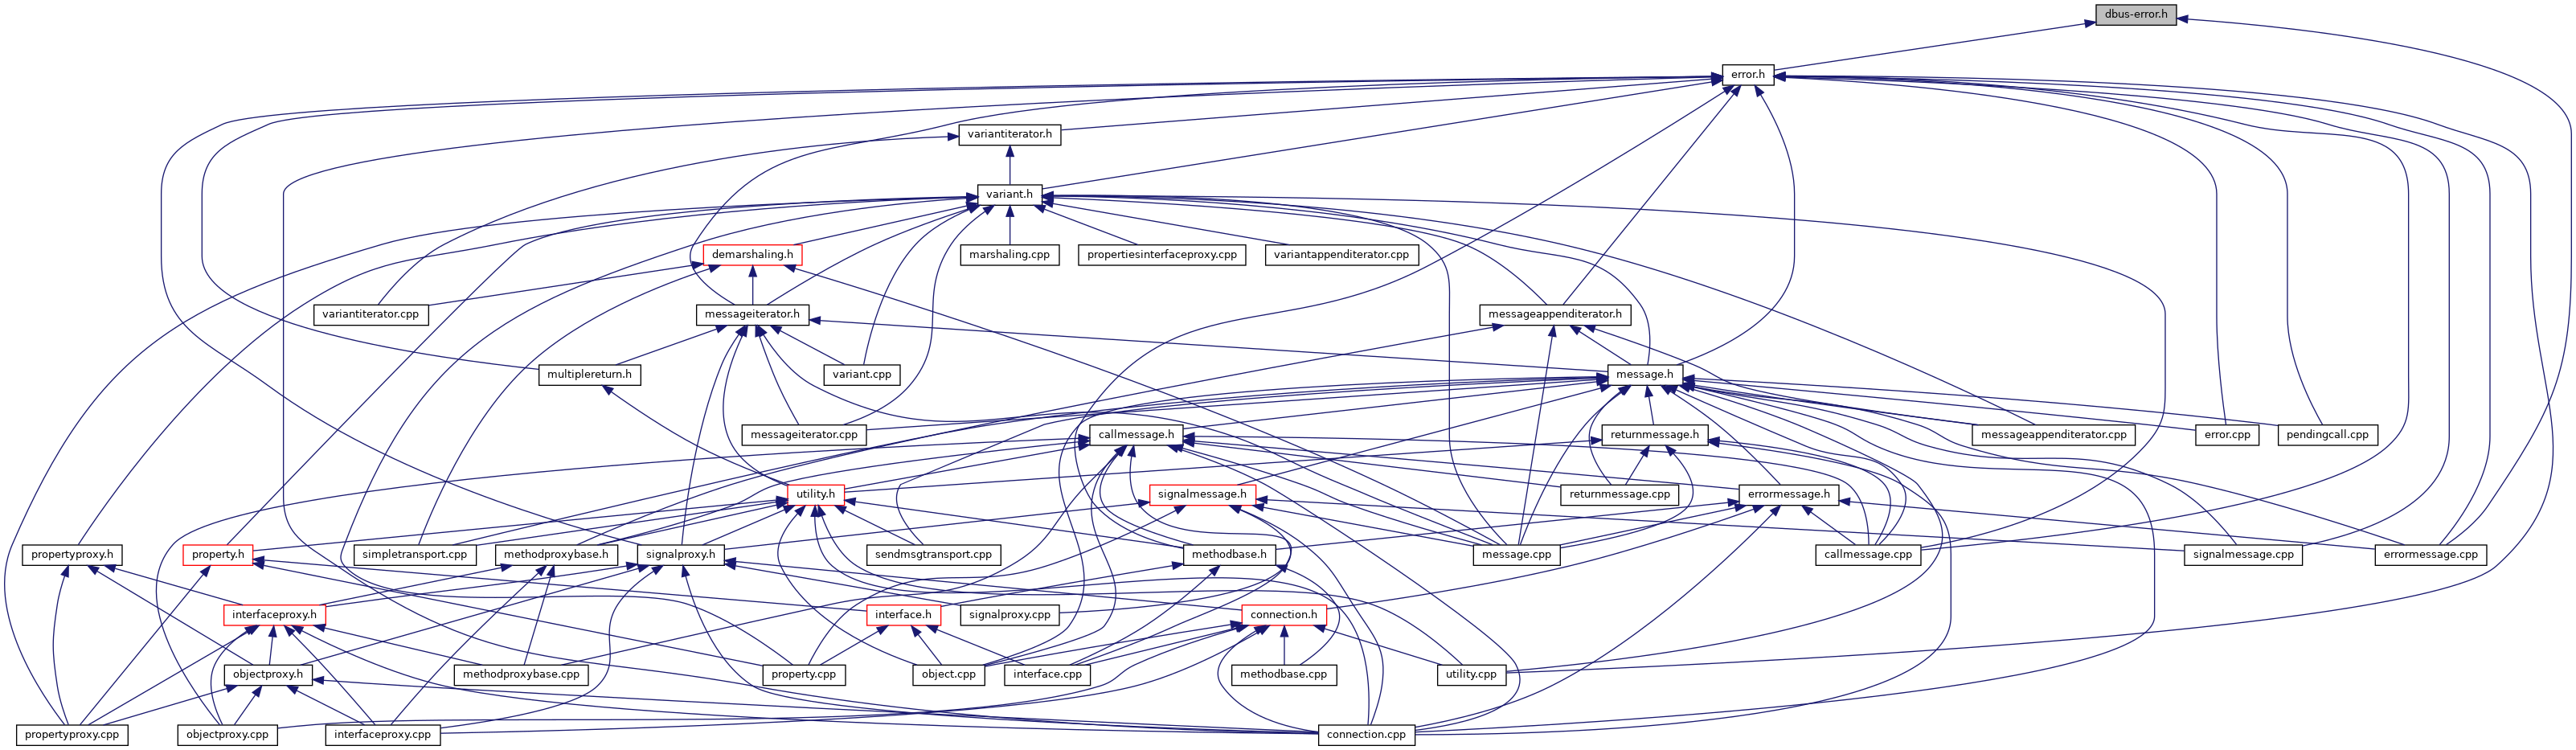 dbus-error.h
error.h
variantiterator.h
variant.h
demarshaling.h
marshaling.cpp
propertiesinterfaceproxy.cpp
variantappenditerator.cpp
variantiterator.cpp
messageiterator.h
messageappenditerator.h
multiplereturn.h
variant.cpp
message.h
messageiterator.cpp
callmessage.h
returnmessage.h
messageappenditerator.cpp
error.cpp
pendingcall.cpp
utility.h
signalmessage.h
returnmessage.cpp
errormessage.h
propertyproxy.h
property.h
simpletransport.cpp
methodproxybase.h
signalproxy.h
sendmsgtransport.cpp
methodbase.h
message.cpp
callmessage.cpp
signalmessage.cpp
errormessage.cpp
interfaceproxy.h
interface.h
signalproxy.cpp
connection.h
objectproxy.h
methodproxybase.cpp
property.cpp
object.cpp
interface.cpp
methodbase.cpp
utility.cpp
propertyproxy.cpp
objectproxy.cpp
interfaceproxy.cpp
connection.cpp